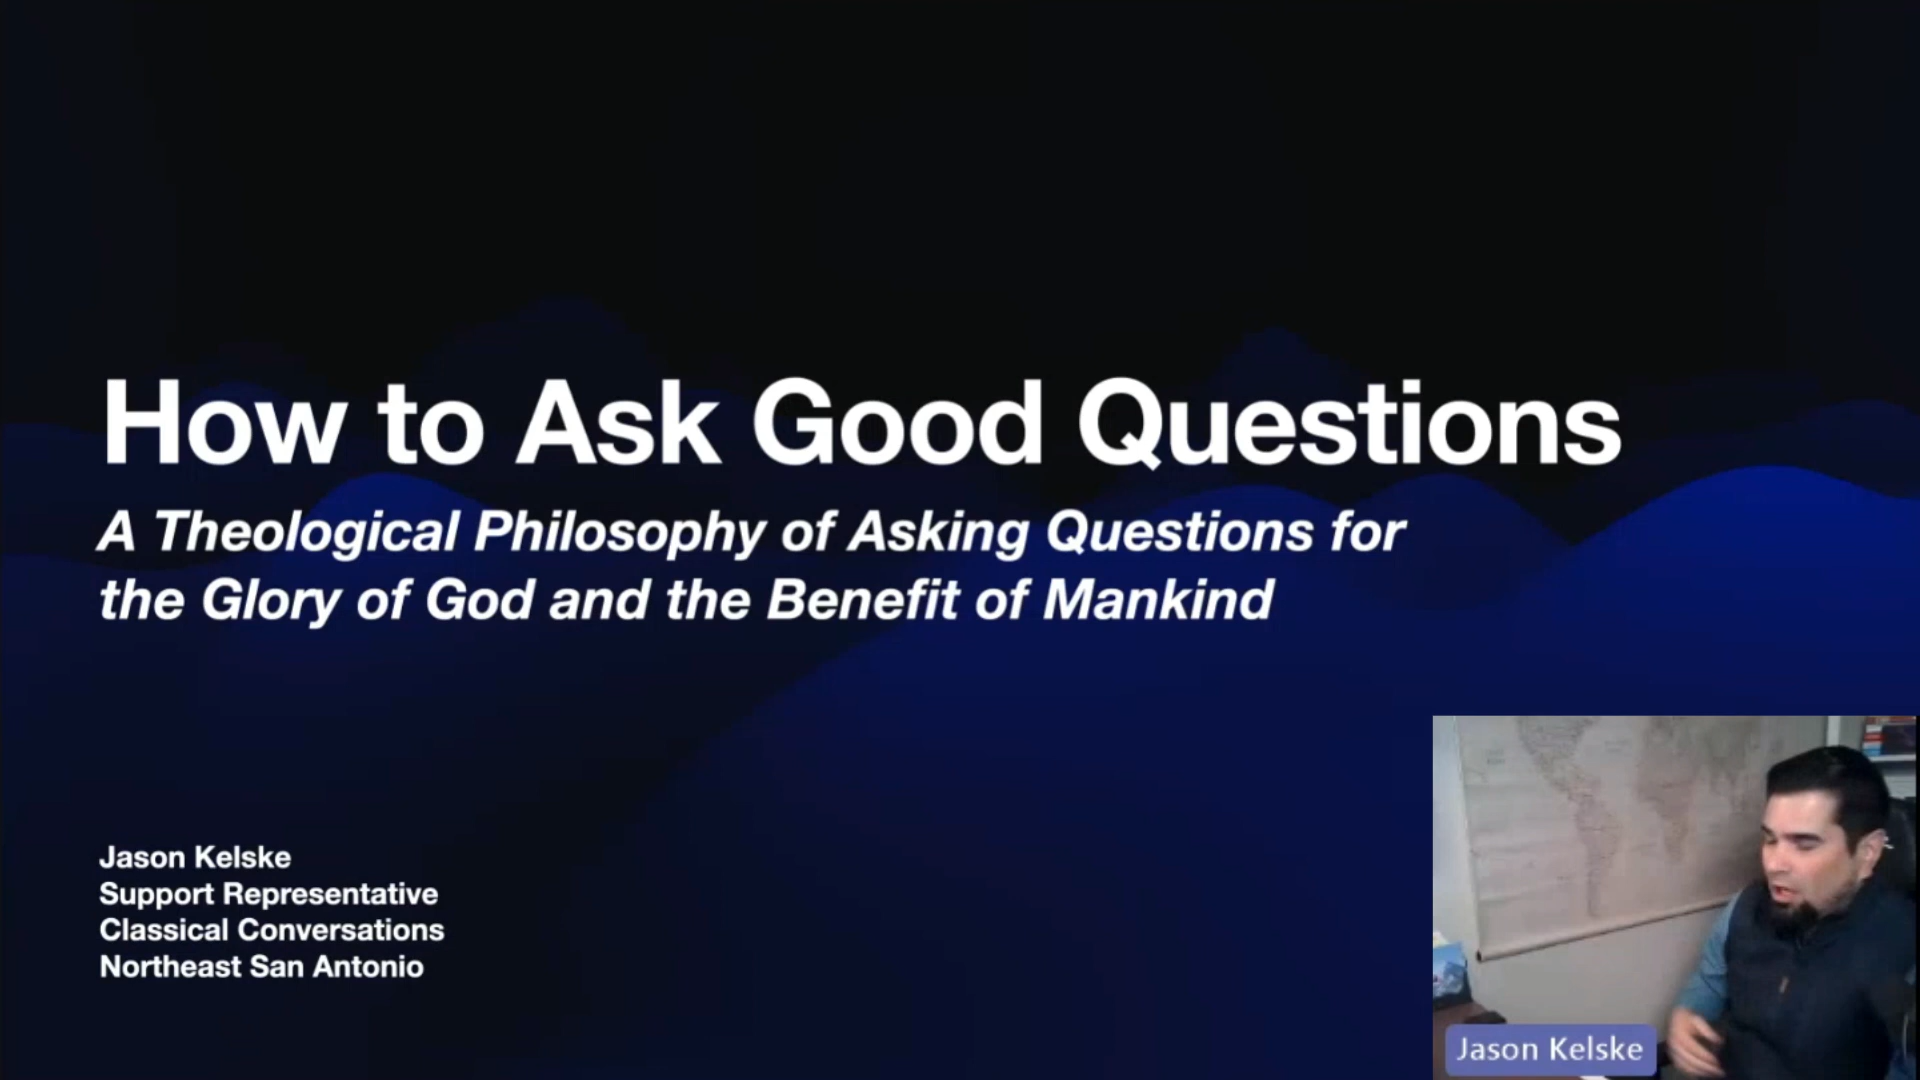 How to Ask Good Questions
A Theological Philosophy of Asking Questions for
the Glory of God and the Benefit of Mankind
Jason Kelske
Support Representative
Classical Conversations
Northeast San Antonio
Jason Kelske